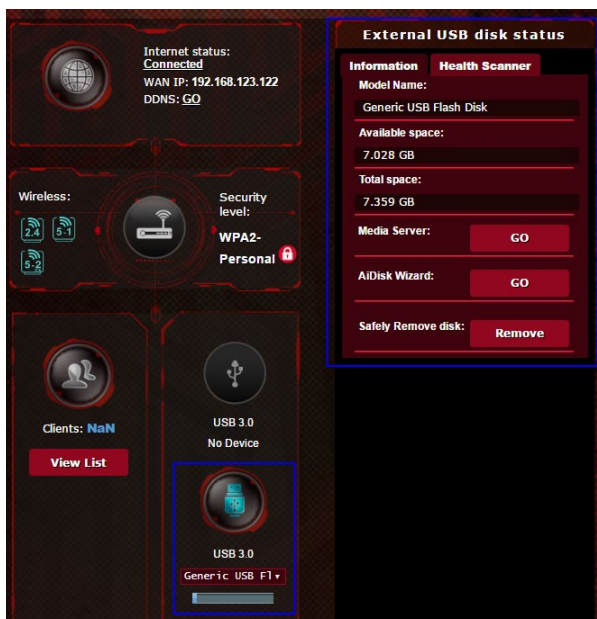 Internet status:
Connected
WAN IP: 192.168.123.122
DDNS: GO
Wireless:
2.4
5-1
5-2
Security
level:
WPA2-
Personal
Clients: NaN
View List
USB 3.0
No Device
USB 3.0
Generic USB Fl
External USB disk status
Information Health Scanner
Model Name:
Generic USB Flash Disk
Available space:
7.028 GB
Total space:
7.359 GB
Media Server: GO
AiDisk Wizard: GO
Safely Remove disk: Remove